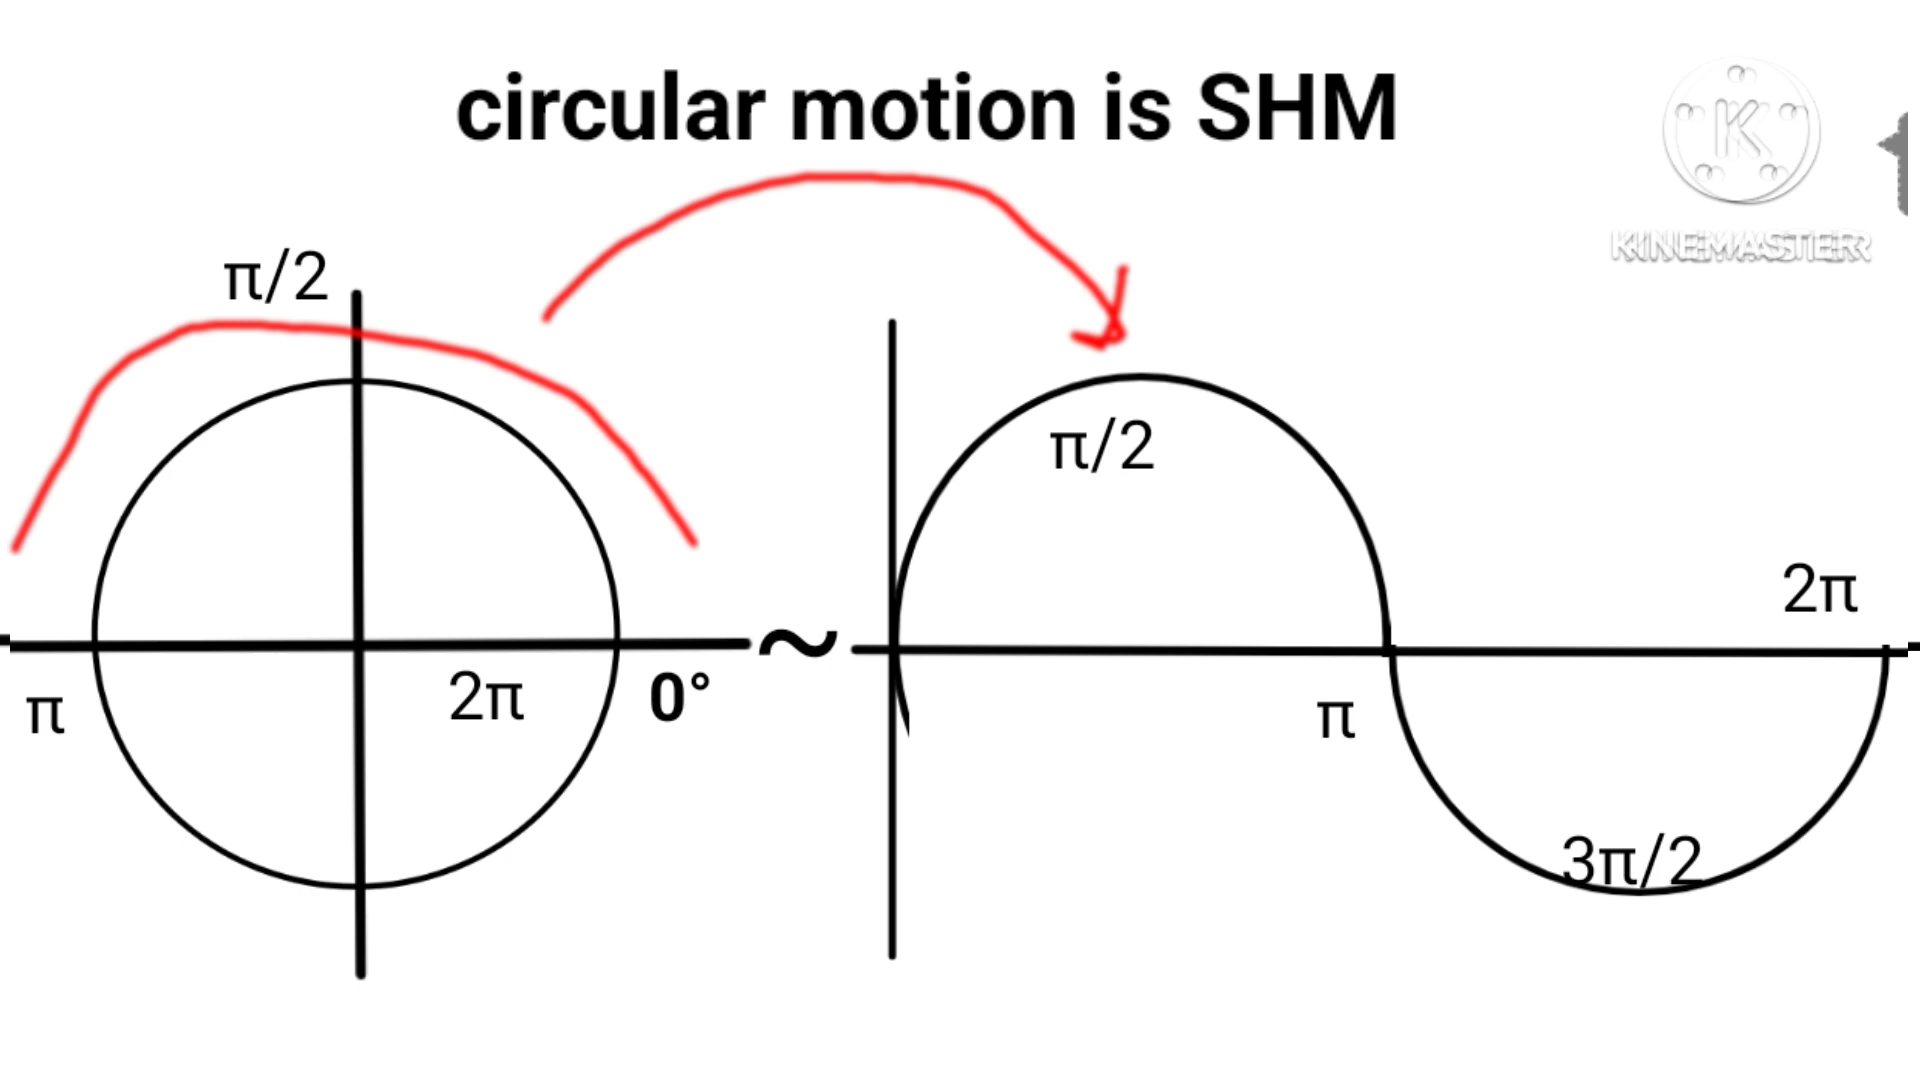 circular motion is SHM
K
KINEMASTER
π/2
π/2
2π
~
2π
0°
π
π
3π/2